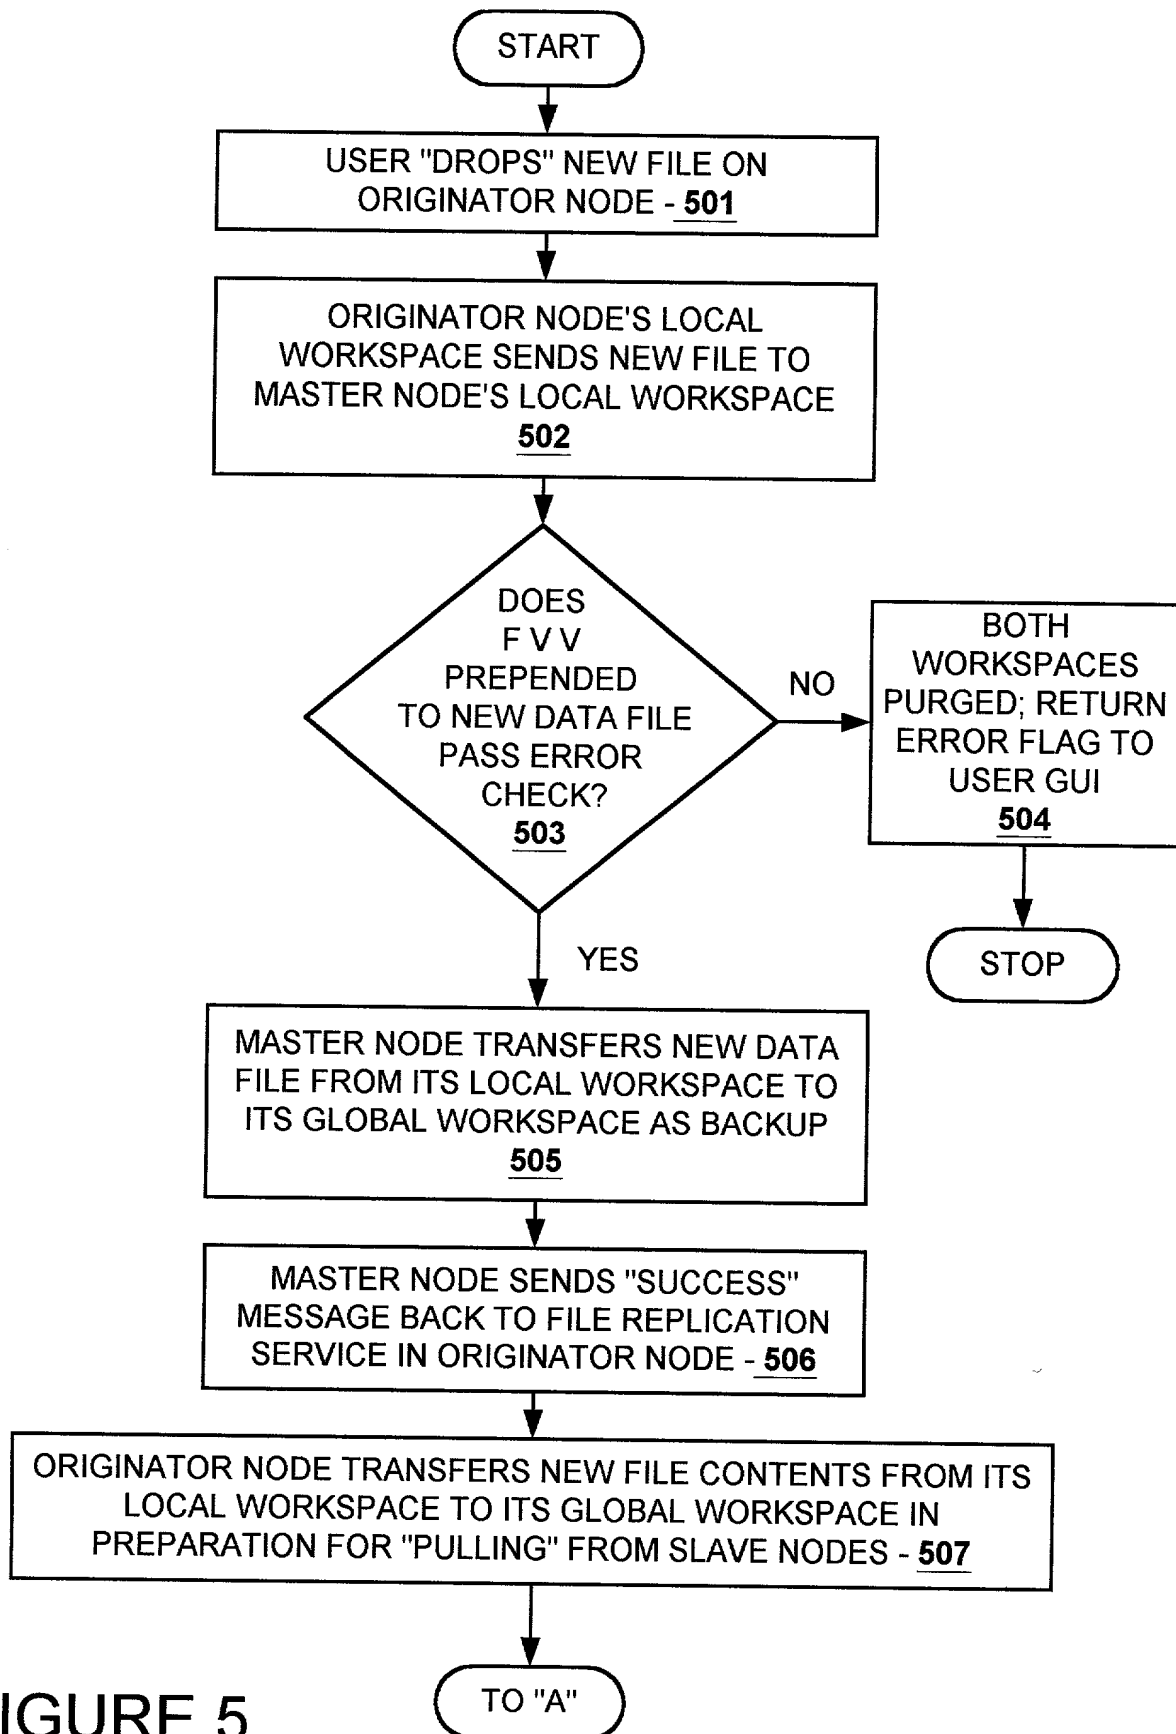 START
USER "DROPS" NEW FILE ON
ORIGINATOR NODE - 501
ORIGINATOR NODE'S LOCAL
WORKSPACE SENDS NEW FILE TO
MASTER NODE'S LOCAL WORKSPACE
502
DOES
F V V
PREPENDED
TO NEW DATA FILE
PASS ERROR
CHECK?
503
NO
BOTH
WORKSPACES
PURGED; RETURN
ERROR FLAG TO
USER GUI
504
STOP
YES
MASTER NODE TRANSFERS NEW DATA
FILE FROM ITS LOCAL WORKSPACE TO
ITS GLOBAL WORKSPACE AS BACKUP
505
MASTER NODE SENDS "SUCCESS"
MESSAGE BACK TO FILE REPLICATION
SERVICE IN ORIGINATOR NODE - 506
ORIGINATOR NODE TRANSFERS NEW FILE CONTENTS FROM ITS
LOCAL WORKSPACE TO ITS GLOBAL WORKSPACE IN
PREPARATION FOR "PULLING" FROM SLAVE NODES - 507
TO "A"
IGURE 5